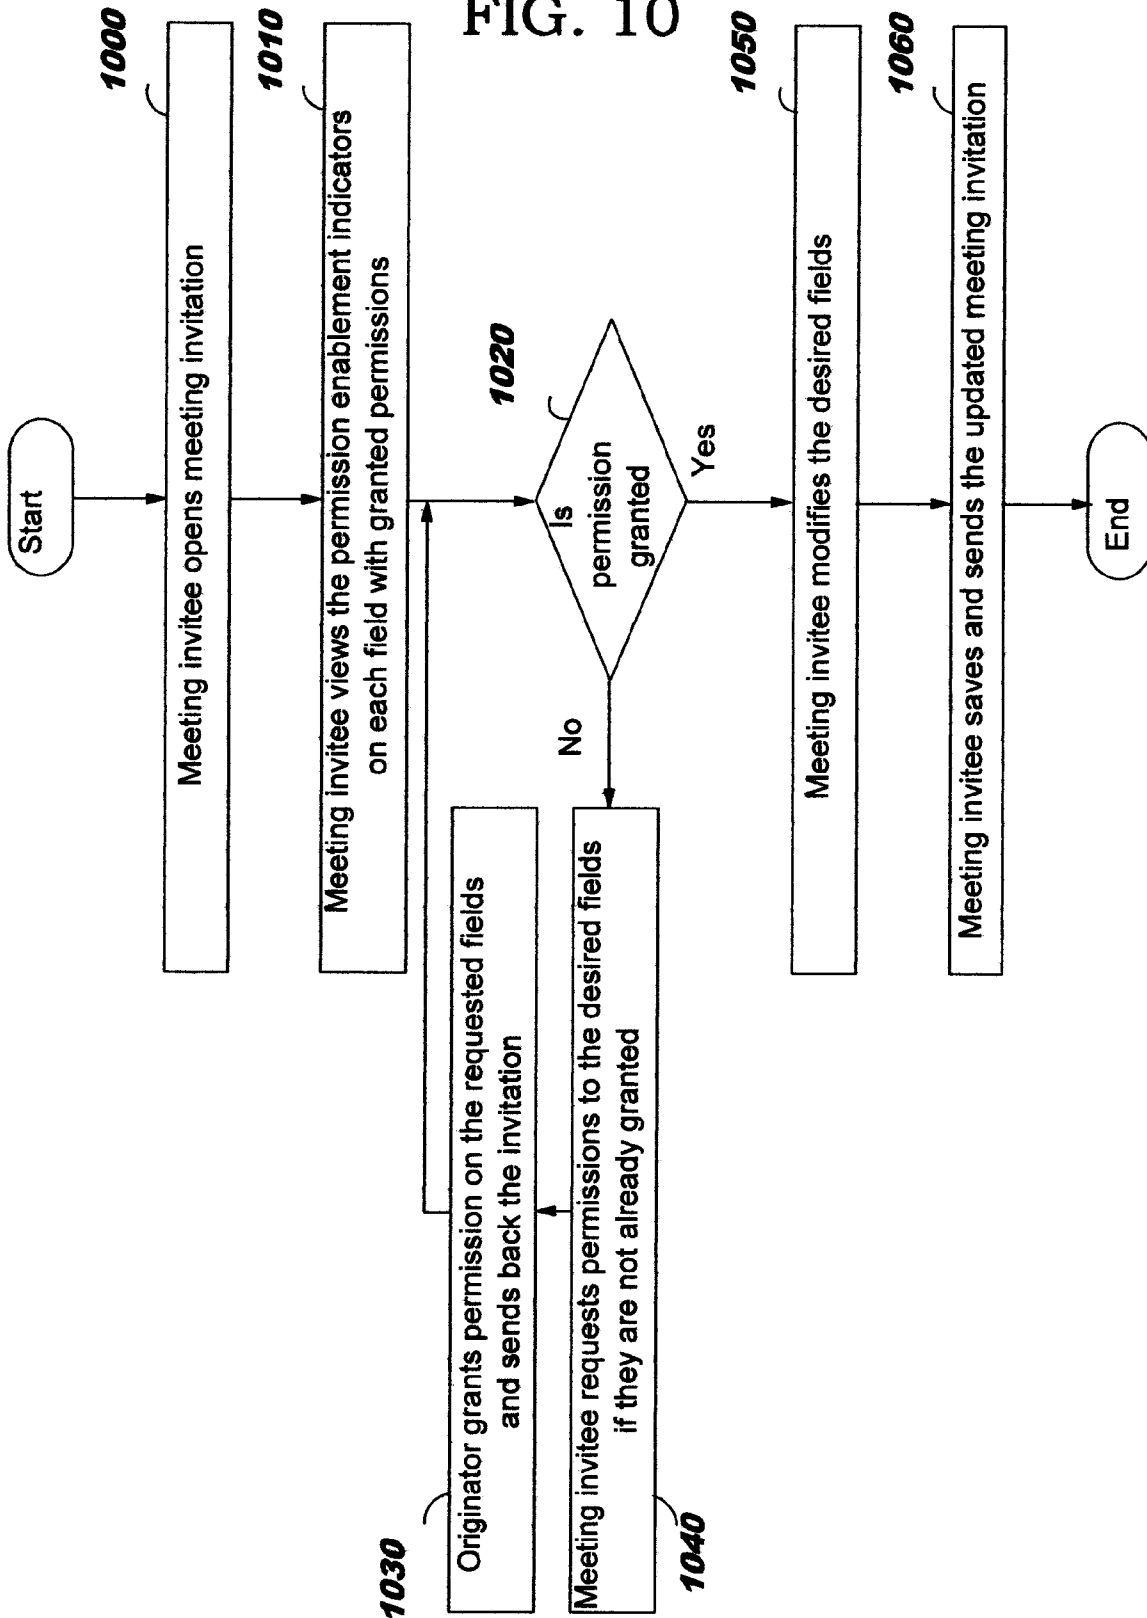 FIG. 10
Start
1000
Meeting invitee opens meeting invitation
1010
Meeting invitee views the permission enablement indicators
on each field with granted permissions
1020
Is
permission
granted
No
Yes
1030
Originator grants permission on the requested fields
and sends back the invitation
1040
Meeting invitee requests permissions to the desired fields
if they are not already granted
1050
Meeting invitee modifies the desired fields
1060
Meeting invitee saves and sends the updated meeting invitation
End